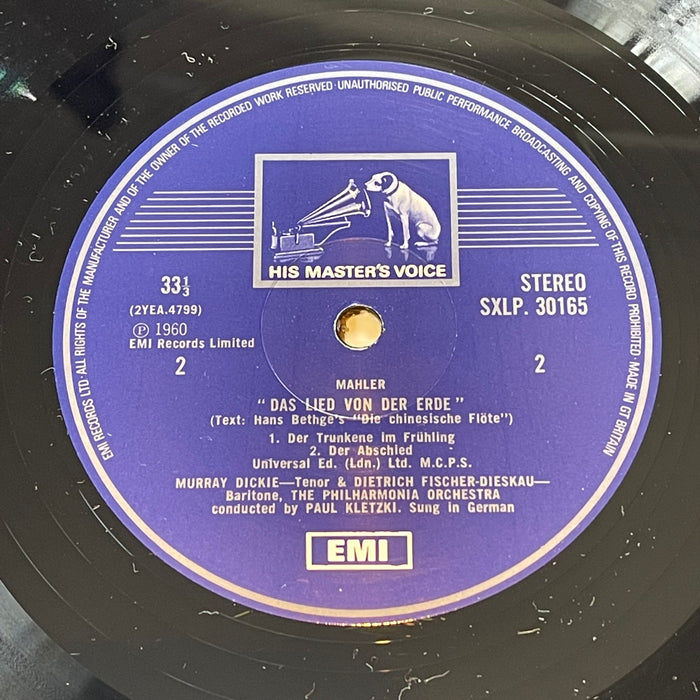 EMI RECORDS LTD · ALL RIGHTS OF THE MANUFACTURER AND OF THE OWNER OF THE RECORDED WORK RESERVED · UNAUTHORISED PUBLIC PERFORMANCE BROADCASTING AND COPYING OF THIS RECORD PROHIBITED · MADE IN GT BRITAIN
HIS MASTER'S VOICE
33⅓
(2YEA.4799)
Ⓟ 1960
EMI Records Limited
2
STEREO
SXLP. 30165
2
MAHLER
"DAS LIED VON DER ERDE"
(Text: Hans Bethge's "Die chinesische Flöte")
1. Der Trunkene im Frühling
2. Der Abschied
Universal Ed. (Ldn.) Ltd. M.C.P.S.
MURRAY DICKIE—Tenor & DIETRICH FISCHER-DIESKAU—
Baritone, THE PHILHARMONIA ORCHESTRA
conducted by PAUL KLETZKI. Sung in German
EMI